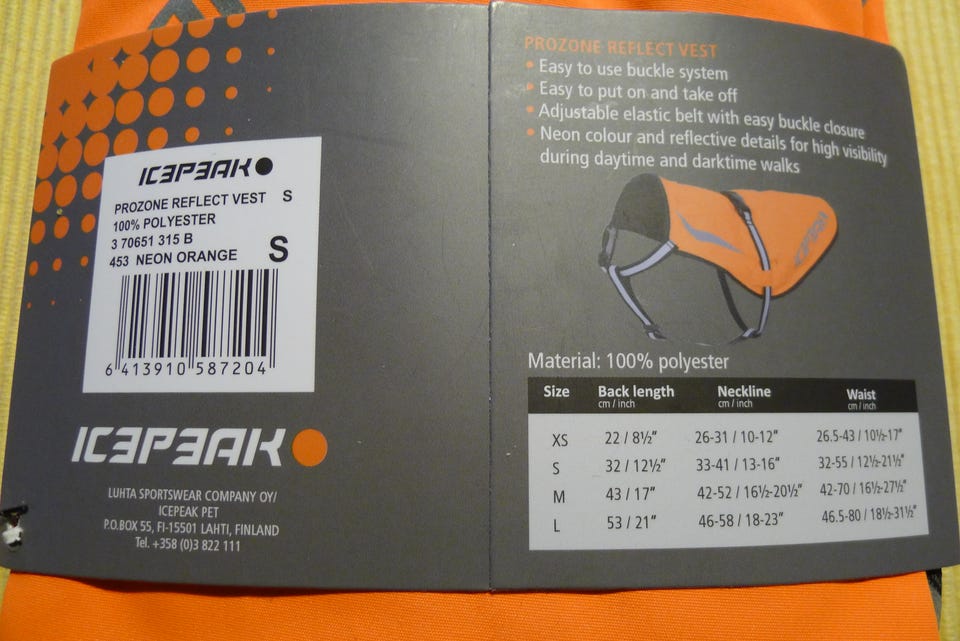 ICEPEAK
PROZONE REFLECT VEST S
100% POLYESTER
3 70651 315 B
453 NEON ORANGE S
6 413910 587204
ICEPEAK
LUHTA SPORTSWEAR COMPANY OY/
ICEPEAK PET
P.O.BOX 55, FI-15501 LAHTI, FINLAND
Tel. +358 (0)3 822 111
PROZONE REFLECT VEST
• Easy to use buckle system
• Easy to put on and take off
• Adjustable elastic belt with easy buckle closure
• Neon colour and reflective details for high visibility
during daytime and darktime walks
ICEPEAK
Material: 100% polyester
Size Back length Neckline Waist
cm / inch cm / inch cm / inch
XS 22 / 8½" 26-31 / 10-12" 26.5-43 / 10½-17"
S 32 / 12½" 33-41 / 13-16" 32-55 / 12½-21½"
M 43 / 17" 42-52 / 16½-20½" 42-70 / 16½-27½"
L 53 / 21" 46-58 / 18-23" 46.5-80 / 18½-31½"